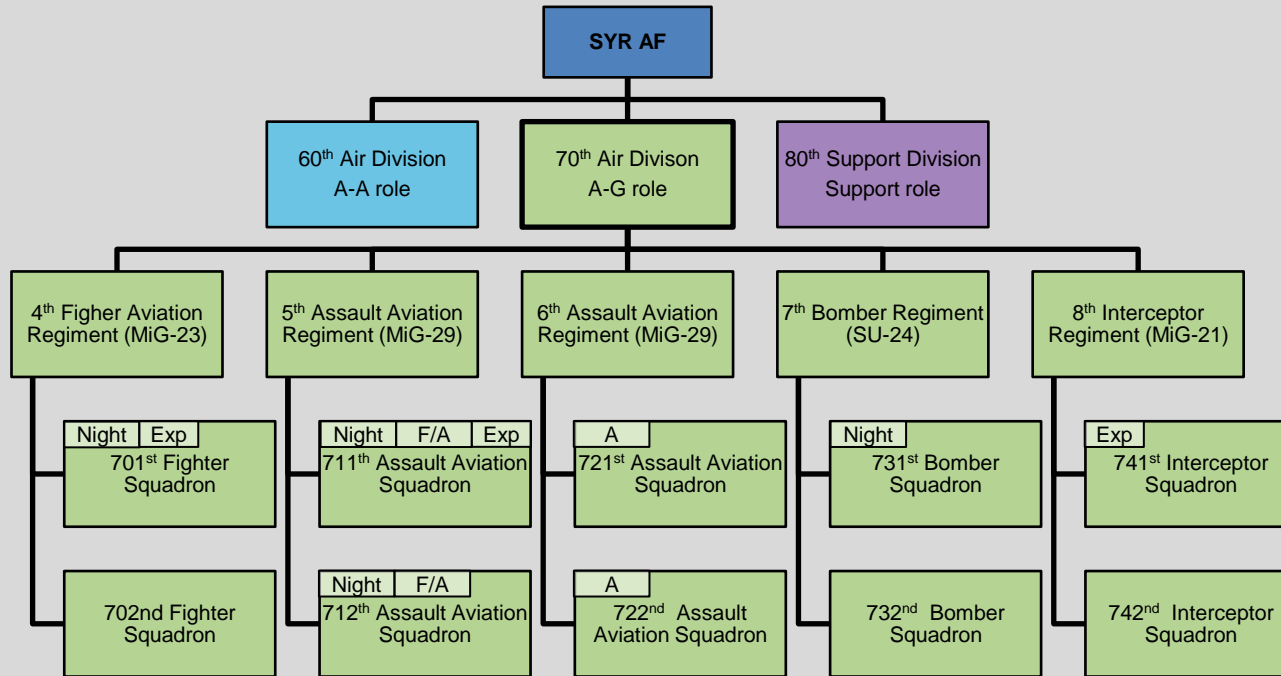 SYR AF
60th Air Division
A-A role
70th Air Divison
A-G role
80th Support Division
Support role
4th Figher Aviation
Regiment (MiG-23)
5th Assault Aviation
Regiment (MiG-29)
6th Assault Aviation
Regiment (MiG-29)
7th Bomber Regiment
(SU-24)
8th Interceptor
Regiment (MiG-21)
Night Exp
701st Fighter
Squadron
Night F/A Exp
711th Assault Aviation
Squadron
A
721st Assault Aviation
Squadron
Night
731st Bomber
Squadron
Exp
741st Interceptor
Squadron
702nd Fighter
Squadron
Night F/A
712th Assault Aviation
Squadron
A
722nd Assault
Aviation Squadron
732nd Bomber
Squadron
742nd Interceptor
Squadron